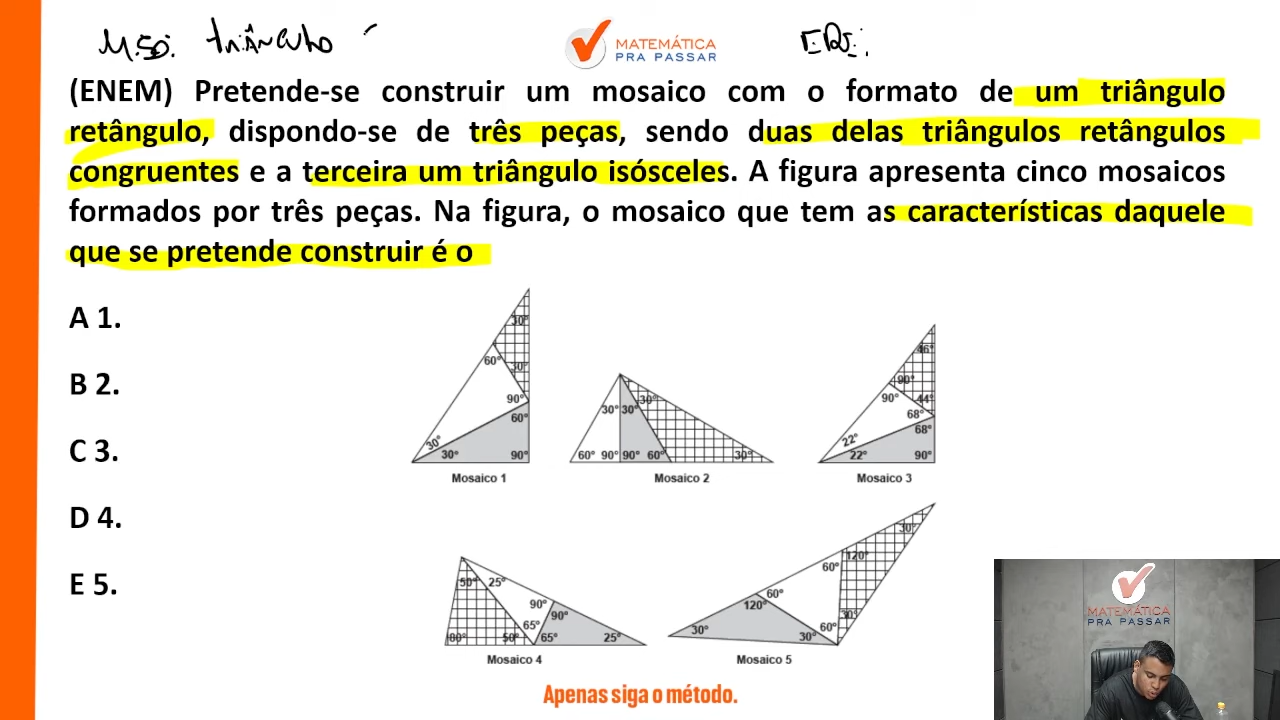 M.50: triângulo
MATEMÁTICA
PRA PASSAR
(ENEM) Pretende-se construir um mosaico com o formato de um triângulo
retângulo, dispondo-se de três peças, sendo duas delas triângulos retângulos
congruentes e a terceira um triângulo isósceles. A figura apresenta cinco mosaicos
formados por três peças. Na figura, o mosaico que tem as características daquele
que se pretende construir é o
A 1.
B 2.
C 3.
D 4.
E 5.
30°
60° 30°
90°
60°
30°
30° 90°
Mosaico 1
30° 30° 30°
60° 90° 90° 60° 30°
Mosaico 2
46°
90°
90° 44°
68°
68°
22°
22° 90°
Mosaico 3
50° 25°
90° 90°
65°
80° 50° 65° 25°
Mosaico 4
30°
120°
60°
60°
120°
30°
60°
30° 30°
Mosaico 5
MATEMÁTICA
PRA PASSAR
Apenas siga o método.